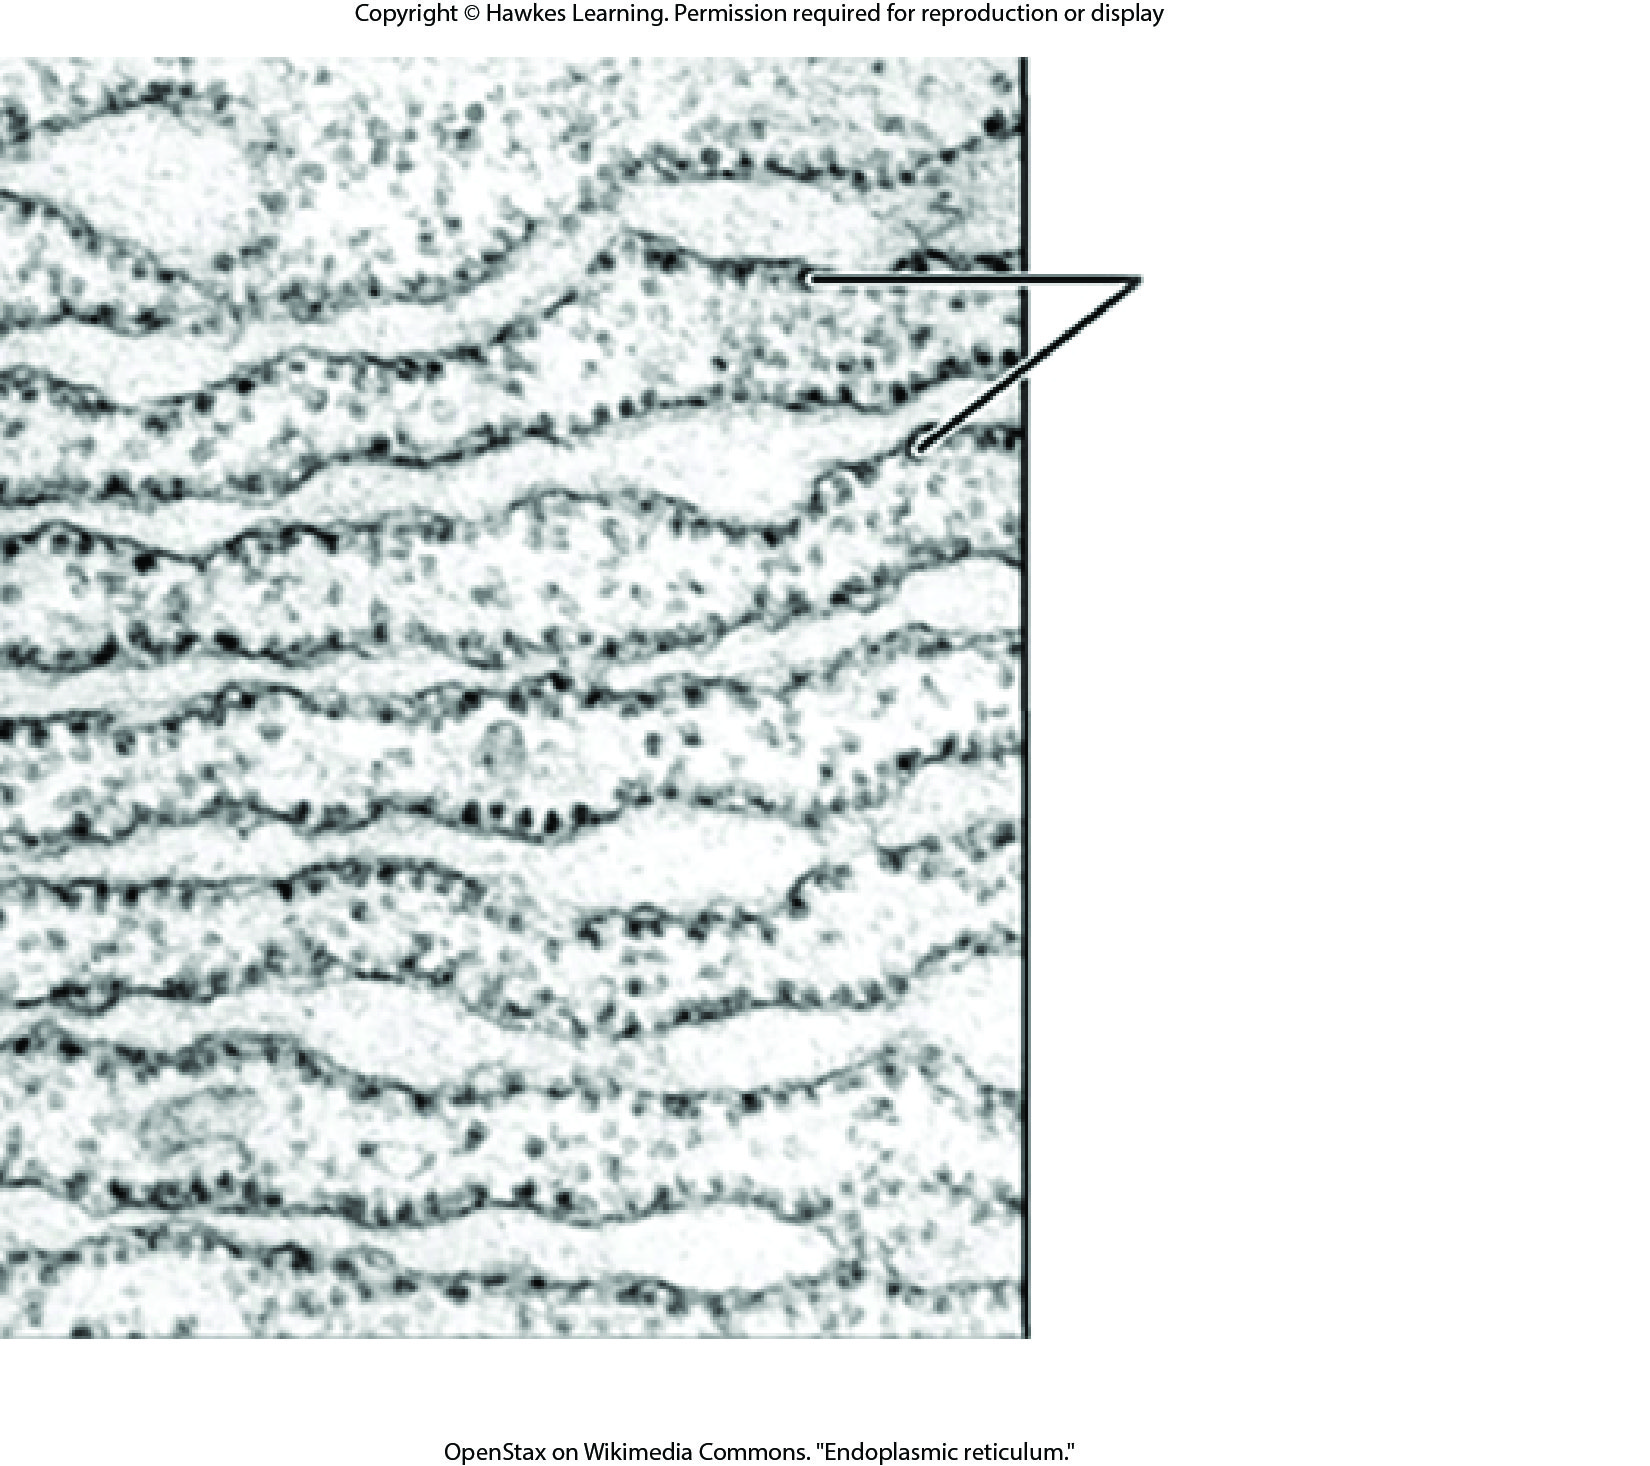 Copyright © Hawkes Learning. Permission required for reproduction or display
OpenStax on Wikimedia Commons. "Endoplasmic reticulum."